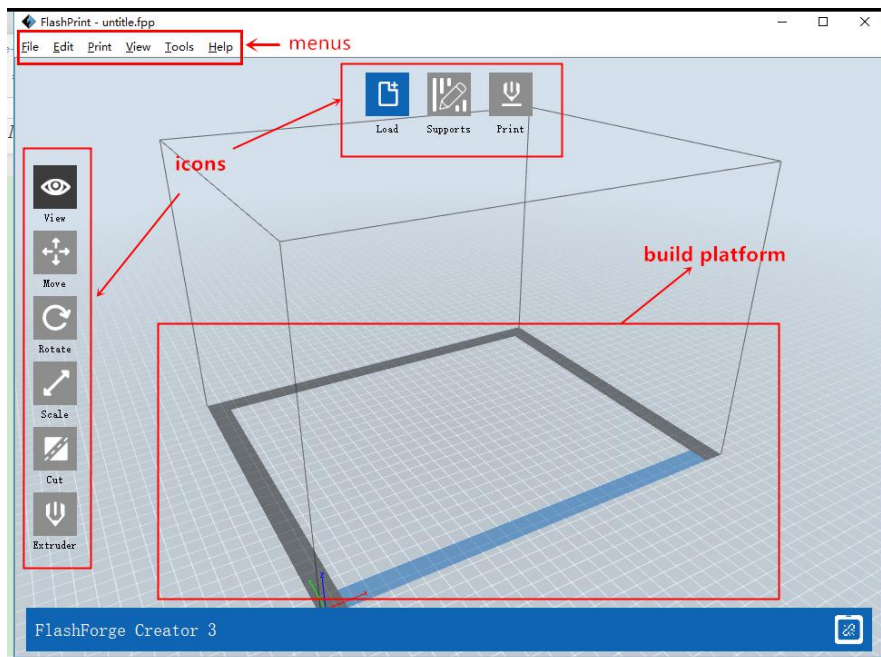 FlashPrint - untitle.fpp
File Edit Print View Tools Help
menus
Load Supports Print
icons
View
Move
build platform
Rotate
Scale
Cut
Extruder
FlashForge Creator 3